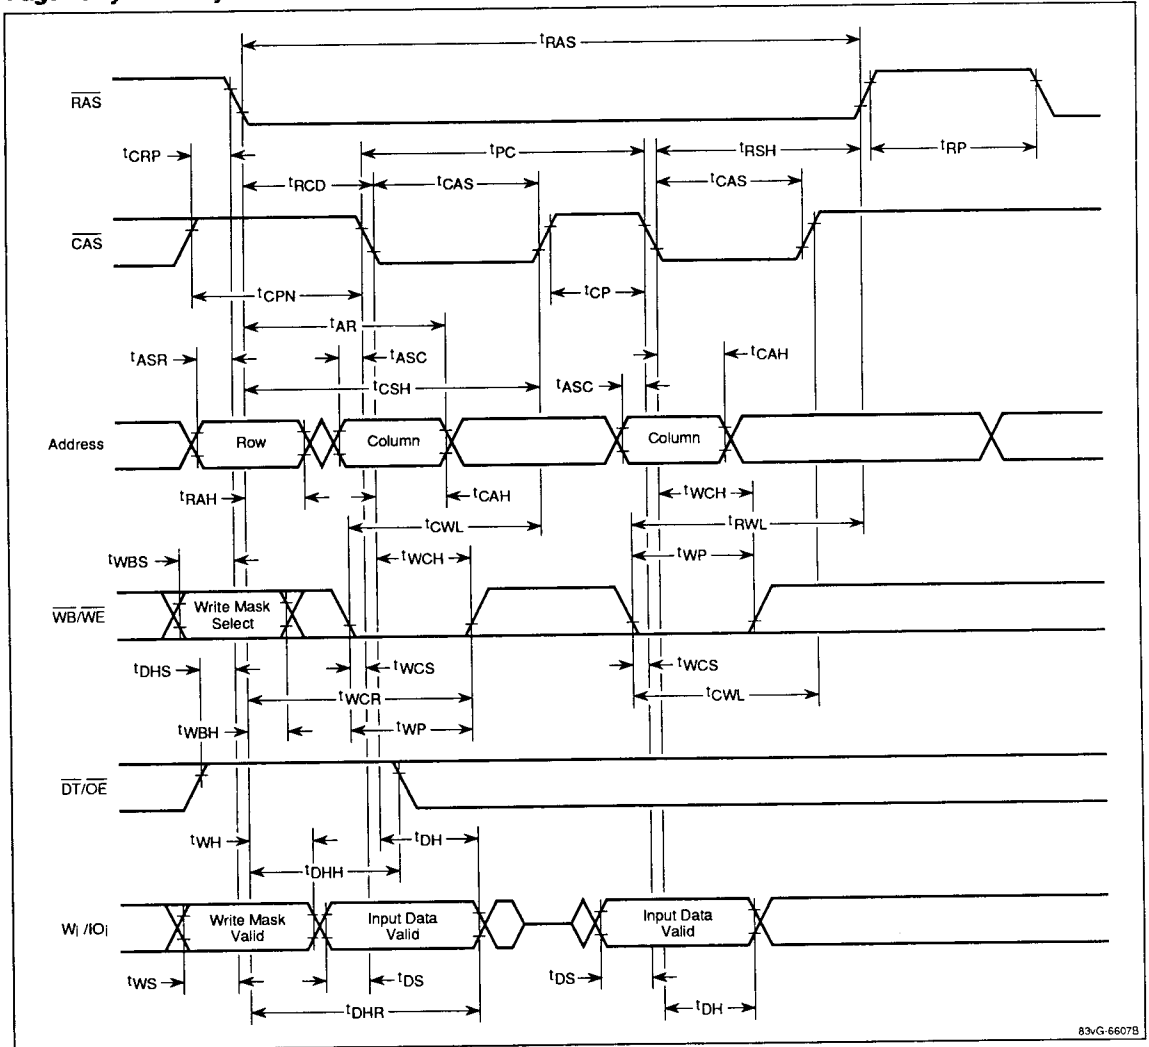 tRAS
RAS
tCRP
tPC
tRSH
tRP
tRCD
tCAS
tCAS
CAS
tCPN
tCP
tAR
tASR
tASC
tCAH
tCSH
tASC
Address
Row
Column
Column
tRAH
tCAH
tWCH
tCWL
tRWL
tWBS
tWCH
tWP
WB/WE
Write Mask
Select
tDHS
tWCS
tWCS
tWCR
tCWL
tWBH
tWP
DT/OE
tWH
tDH
tDHH
Wi /IOi
Write Mask
Valid
Input Data
Valid
Input Data
Valid
tWS
tDS
tDS
tDHR
tDH
83vG-6607B